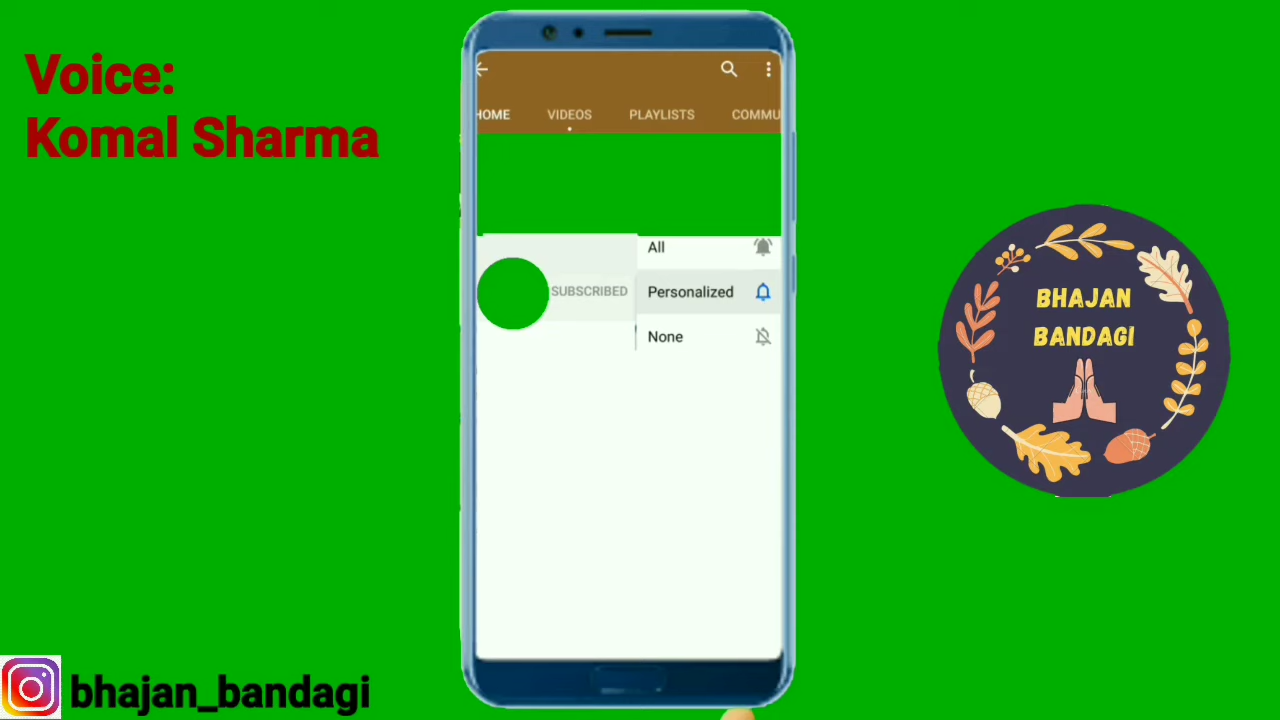 Voice:
Komal Sharma
HOME VIDEOS PLAYLISTS COMMU
All
SUBSCRIBED Personalized
None
BHAJAN
BANDAGI
bhajan_bandagi